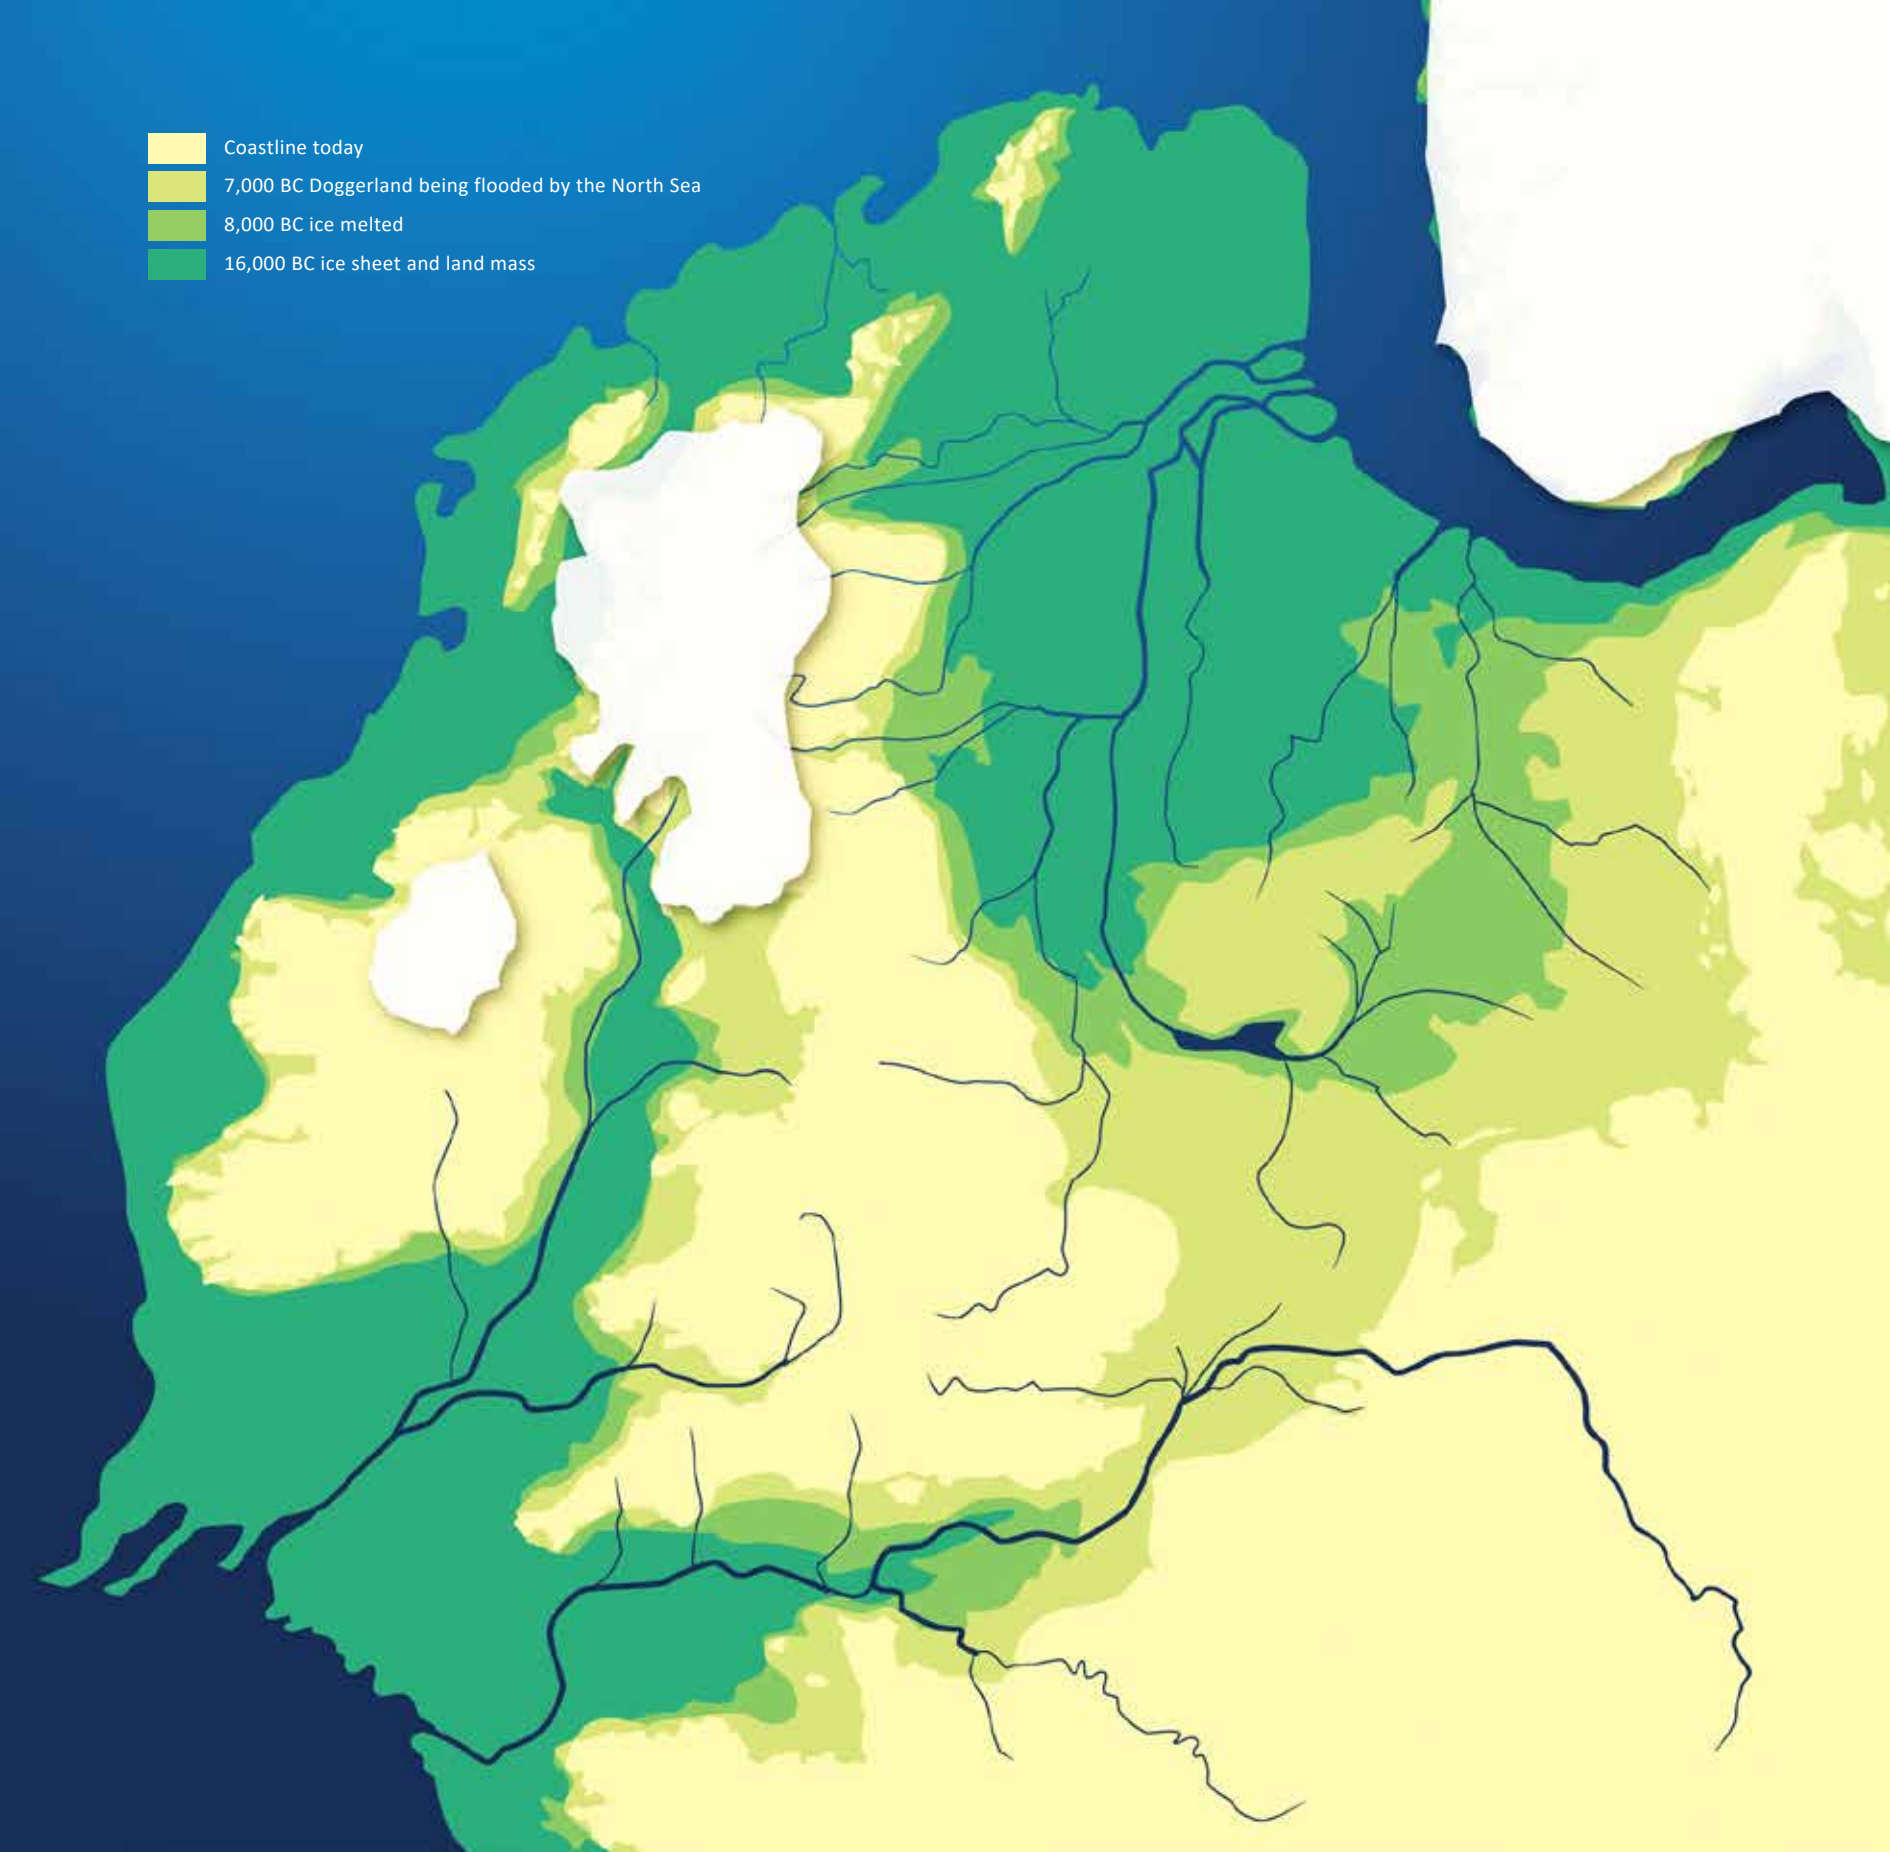 Coastline today
7,000 BC Doggerland being flooded by the North Sea
8,000 BC ice melted
16,000 BC ice sheet and land mass